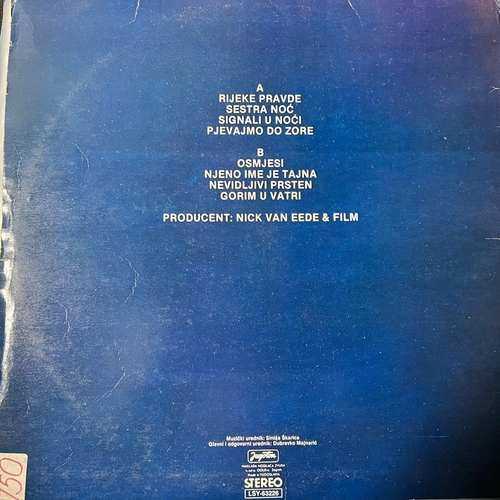 A
RIJEKE PRAVDE
SESTRA NOĆ
SIGNALI U NOĆI
PJEVAJMO DO ZORE
B
OSMJESI
NJENO IME JE TAJNA
NEVIDLJIVI PRSTEN
GORIM U VATRI
PRODUCENT: NICK VAN EEDE & FILM
Muzički urednik: Siniša Škarica
Glavni i odgovorni urednik: Dubravko Majnarić
Jugoton
STEREO
LSY-63226
150